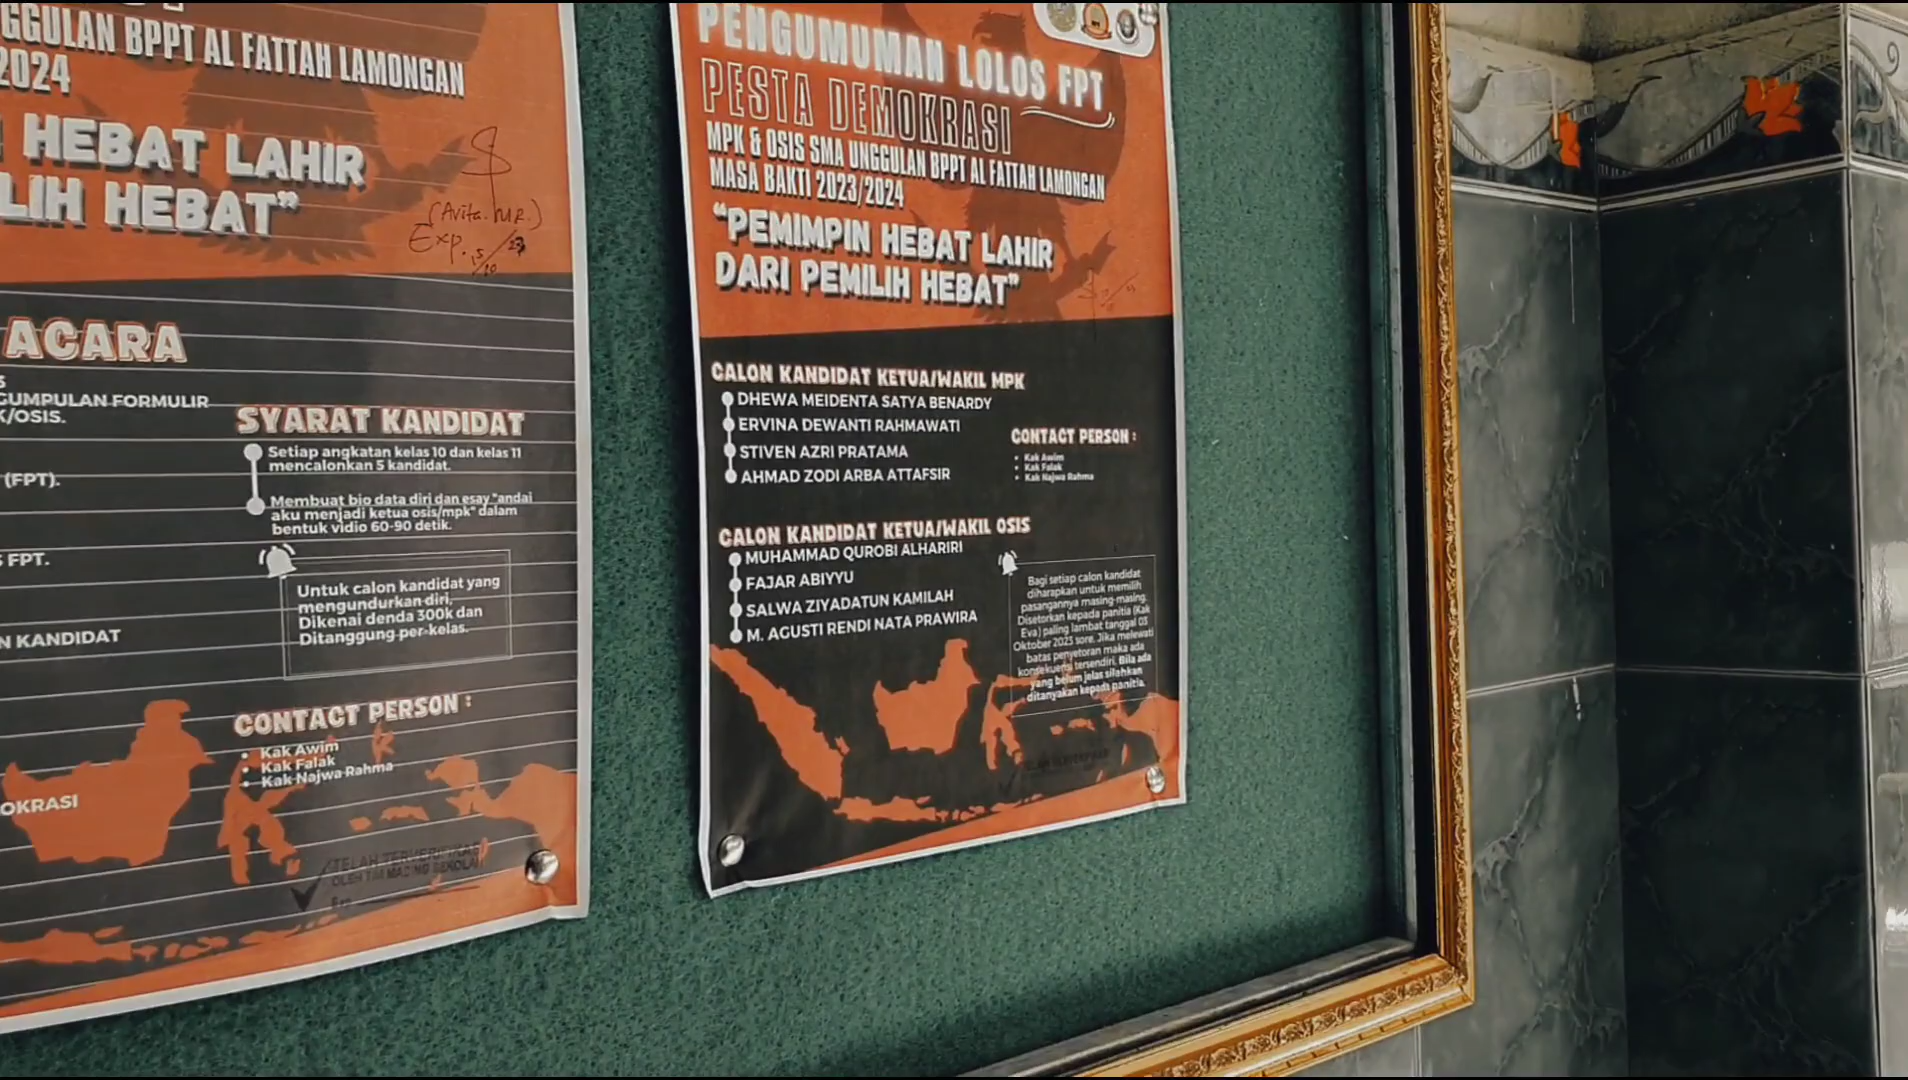 GGULAN BPPT AL FATTAH LAMONGAN
2024
HEBAT LAHIR
LIH HEBAT”
(Avita.M.R.)
Exp. 15/10/23
ACARA
GUMPULAN FORMULIR
K/OSIS.
(FPT).
FPT.
N KANDIDAT
OKRASI
SYARAT KANDIDAT
Setiap angkatan kelas 10 dan kelas 11
mencalonkan 5 kandidat.
Membuat bio data diri dan esay "andai
aku menjadi ketua osis/mpk" dalam
bentuk vidio 60-90 detik.
Untuk calon kandidat yang
mengundurkan diri,
Dikenai denda 300k dan
Ditanggung per-kelas.
CONTACT PERSON :
Kak Awim
Kak Falak
Kak Najwa Rahma
TELAH TERVERIFIKASI
OLEH TIM MADING SEKOLAH
PENGUMUMAN LOLOS FPT
PESTA DEMOKRASI
MPK & OSIS SMA UNGGULAN BPPT AL FATTAH LAMONGAN
MASA BAKTI 2023/2024
“PEMIMPIN HEBAT LAHIR
DARI PEMILIH HEBAT”
CALON KANDIDAT KETUA/WAKIL MPK
DHEWA MEIDENTA SATYA BENARDY
ERVINA DEWANTI RAHMAWATI
STIVEN AZRI PRATAMA
AHMAD ZODI ARBA ATTAFSIR
CONTACT PERSON :
Kak Awim
Kak Falak
Kak Najwa Rahma
CALON KANDIDAT KETUA/WAKIL OSIS
MUHAMMAD QUROBI ALHARIRI
FAJAR ABIYYU
SALWA ZIYADATUN KAMILAH
M. AGUSTI RENDI NATA PRAWIRA
Bagi setiap calon kandidat
diharapkan untuk memilih
pasangannya masing-masing.
Disetorkan kepada panitia (Kak
Eva) paling lambat tanggal 03
Oktober 2023 sore. Jika melewati
batas penyetoran maka ada
konsekuensi tersendiri. Bila ada
yang belum jelas silahkan
ditanyakan kepada panitia.